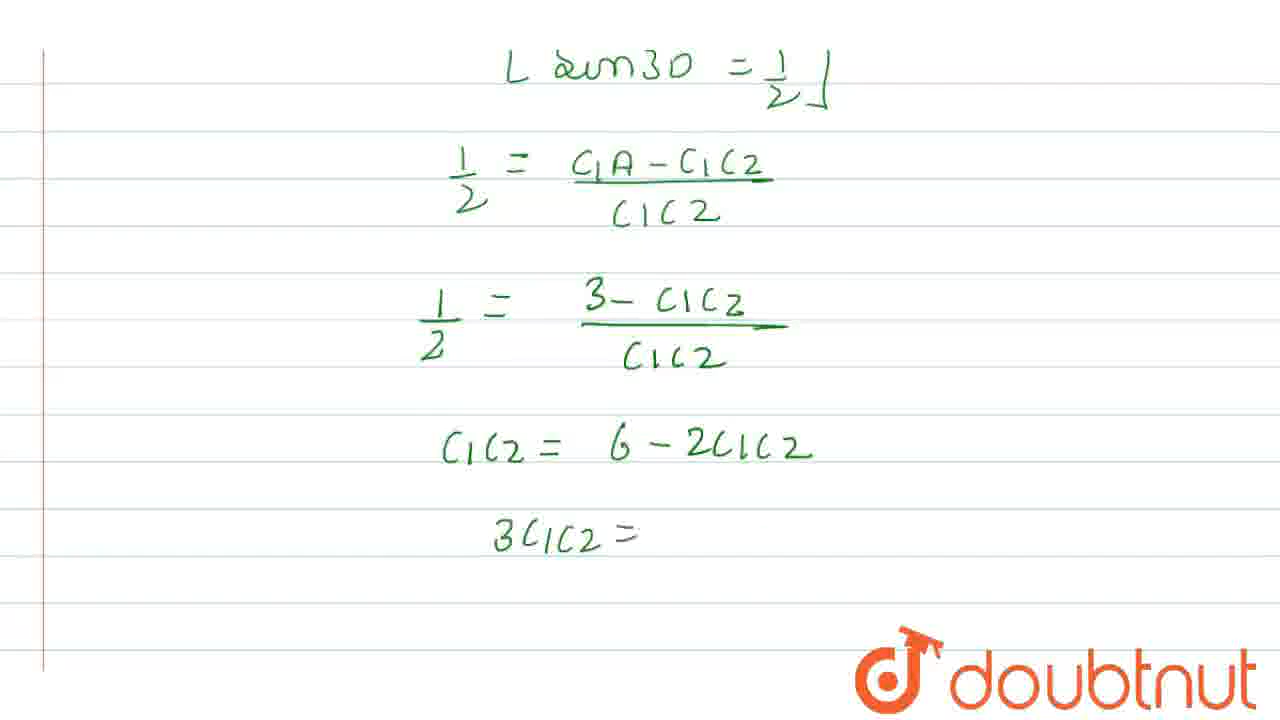 [ sin30 = 1/2 ]
1/2 = C1A - C1C2 / C1C2
1/2 = 3 - C1C2 / C1C2
C1C2 = 6 - 2C1C2
3C1C2 =
doubtnut